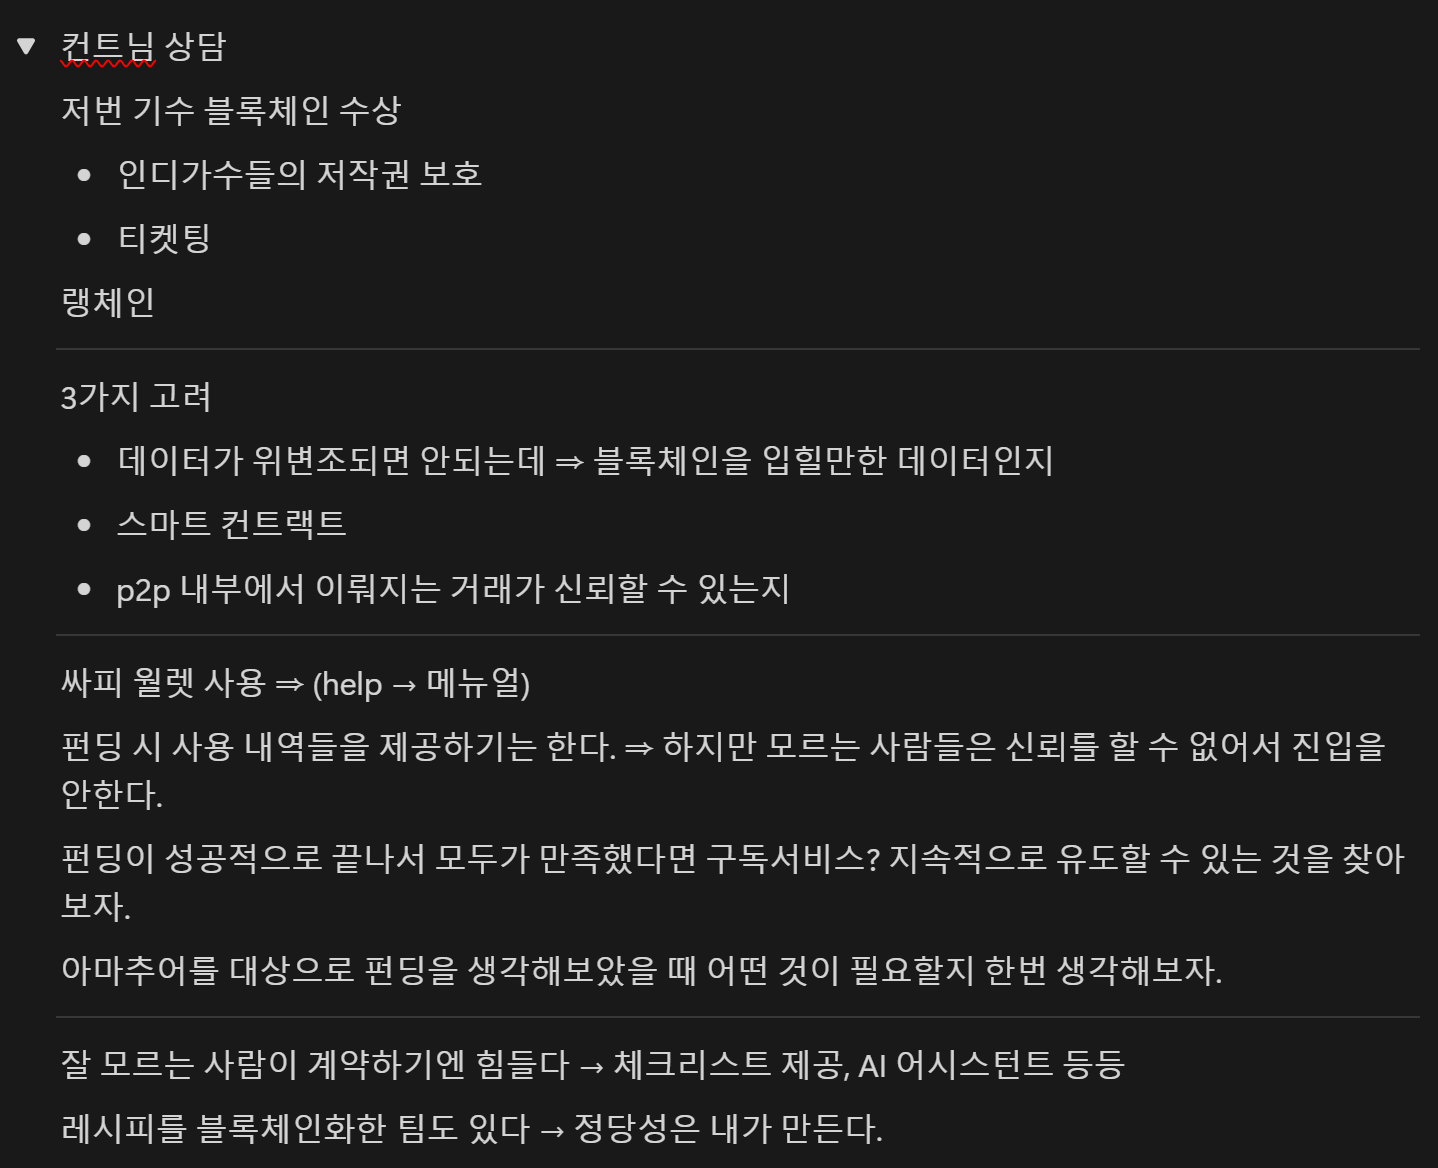 컨트님 상담
저번 기수 블록체인 수상
인디가수들의 저작권 보호
티켓팅
랭체인
3가지 고려
데이터가 위변조되면 안되는데 ⇒ 블록체인을 입힐만한 데이터인지
스마트 컨트랙트
p2p 내부에서 이뤄지는 거래가 신뢰할 수 있는지
싸피 월렛 사용 ⇒ (help → 메뉴얼)
펀딩 시 사용 내역들을 제공하기는 한다. ⇒ 하지만 모르는 사람들은 신뢰를 할 수 없어서 진입을
안한다.
펀딩이 성공적으로 끝나서 모두가 만족했다면 구독서비스? 지속적으로 유도할 수 있는 것을 찾아
보자.
아마추어를 대상으로 펀딩을 생각해보았을 때 어떤 것이 필요할지 한번 생각해보자.
잘 모르는 사람이 계약하기엔 힘들다 → 체크리스트 제공, AI 어시스턴트 등등
레시피를 블록체인화한 팀도 있다 → 정당성은 내가 만든다.